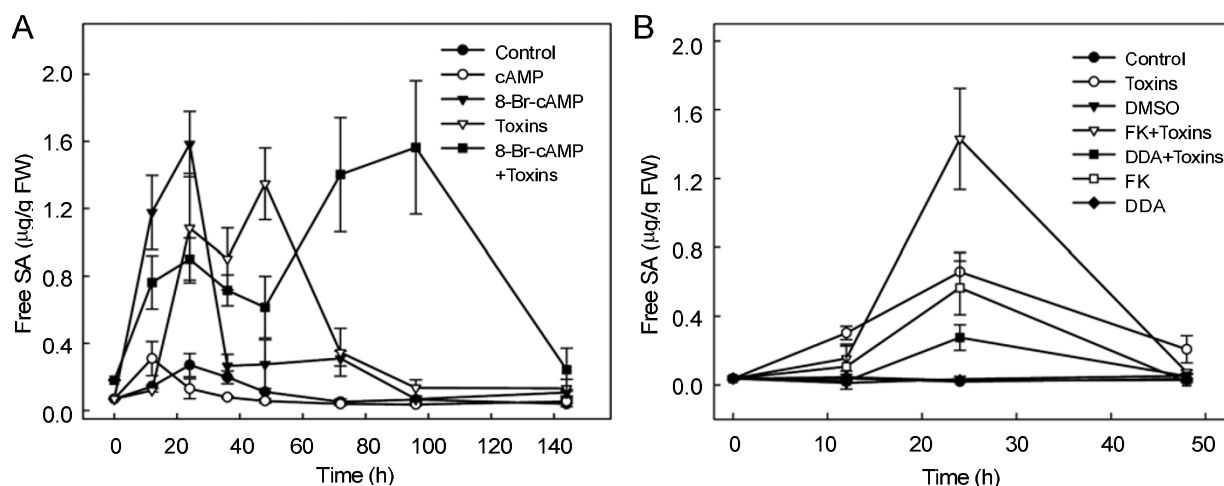 A
B
Free SA (µg/g FW)
2.0
1.6
1.2
0.8
0.4
0.0
Control
cAMP
8-Br-cAMP
Toxins
8-Br-cAMP
+Toxins
0
20
40
60
80
100
120
140
Time (h)
Free SA (µg/g FW)
2.0
1.6
1.2
0.8
0.4
0.0
Control
Toxins
DMSO
FK+Toxins
DDA+Toxins
FK
DDA
0
10
20
30
40
50
Time (h)